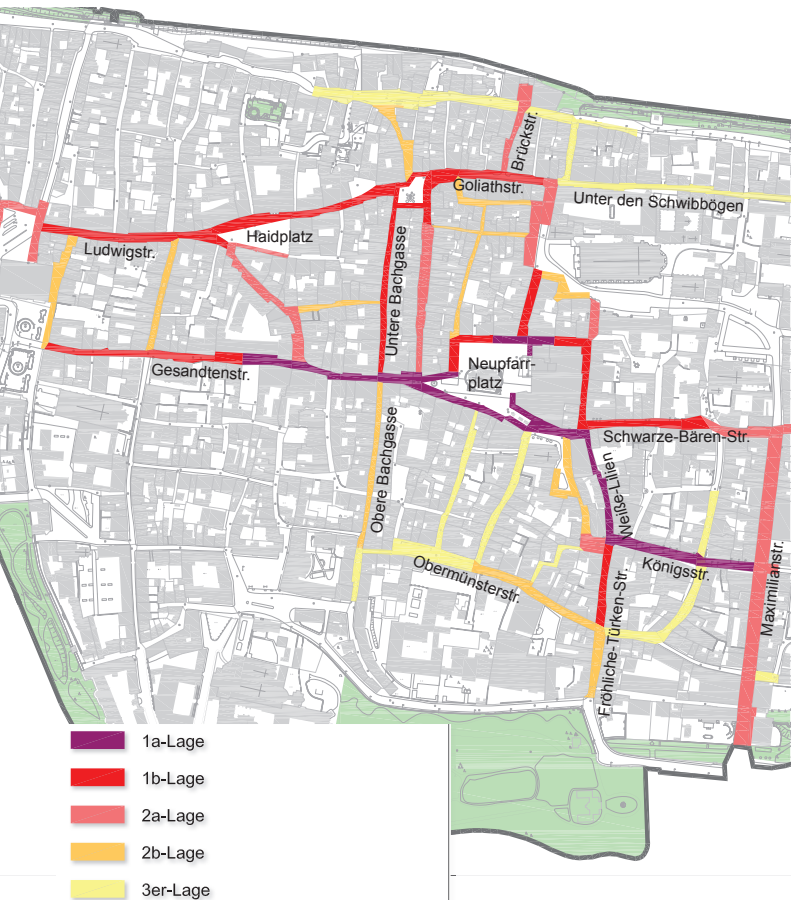 Brückstr.
Goliathstr.
Unter den Schwibbögen
Haidplatz
Ludwigstr.
Untere Bachgasse
Gesandtenstr.
Neupfarr-
platz
Obere Bachgasse
Schwarze-Bären-Str.
Weiße-Lilien
Königsstr.
Obermünsterstr.
Fröhliche-Türken-Str.
Maximilianstr.
1a-Lage
1b-Lage
2a-Lage
2b-Lage
3er-Lage